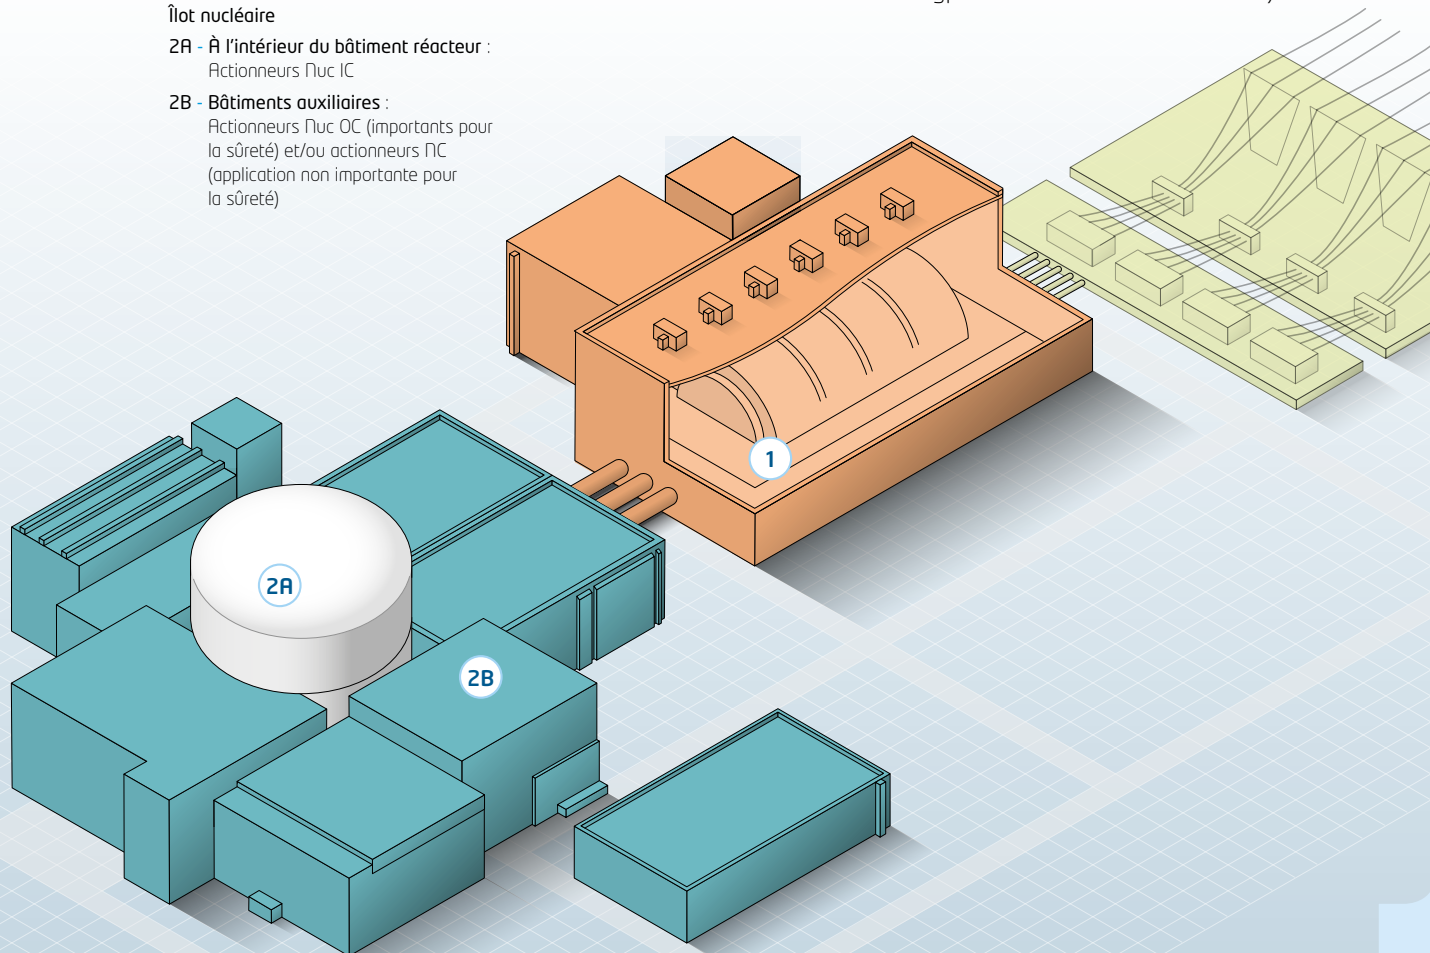 Îlot nucléaire
2A - À l'intérieur du bâtiment réacteur :
Actionneurs Nuc IC
2B - Bâtiments auxiliaires :
Actionneurs Nuc OC (importants pour
la sûreté) et/ou actionneurs NC
(application non importante pour
la sûreté)
1
2A
2B